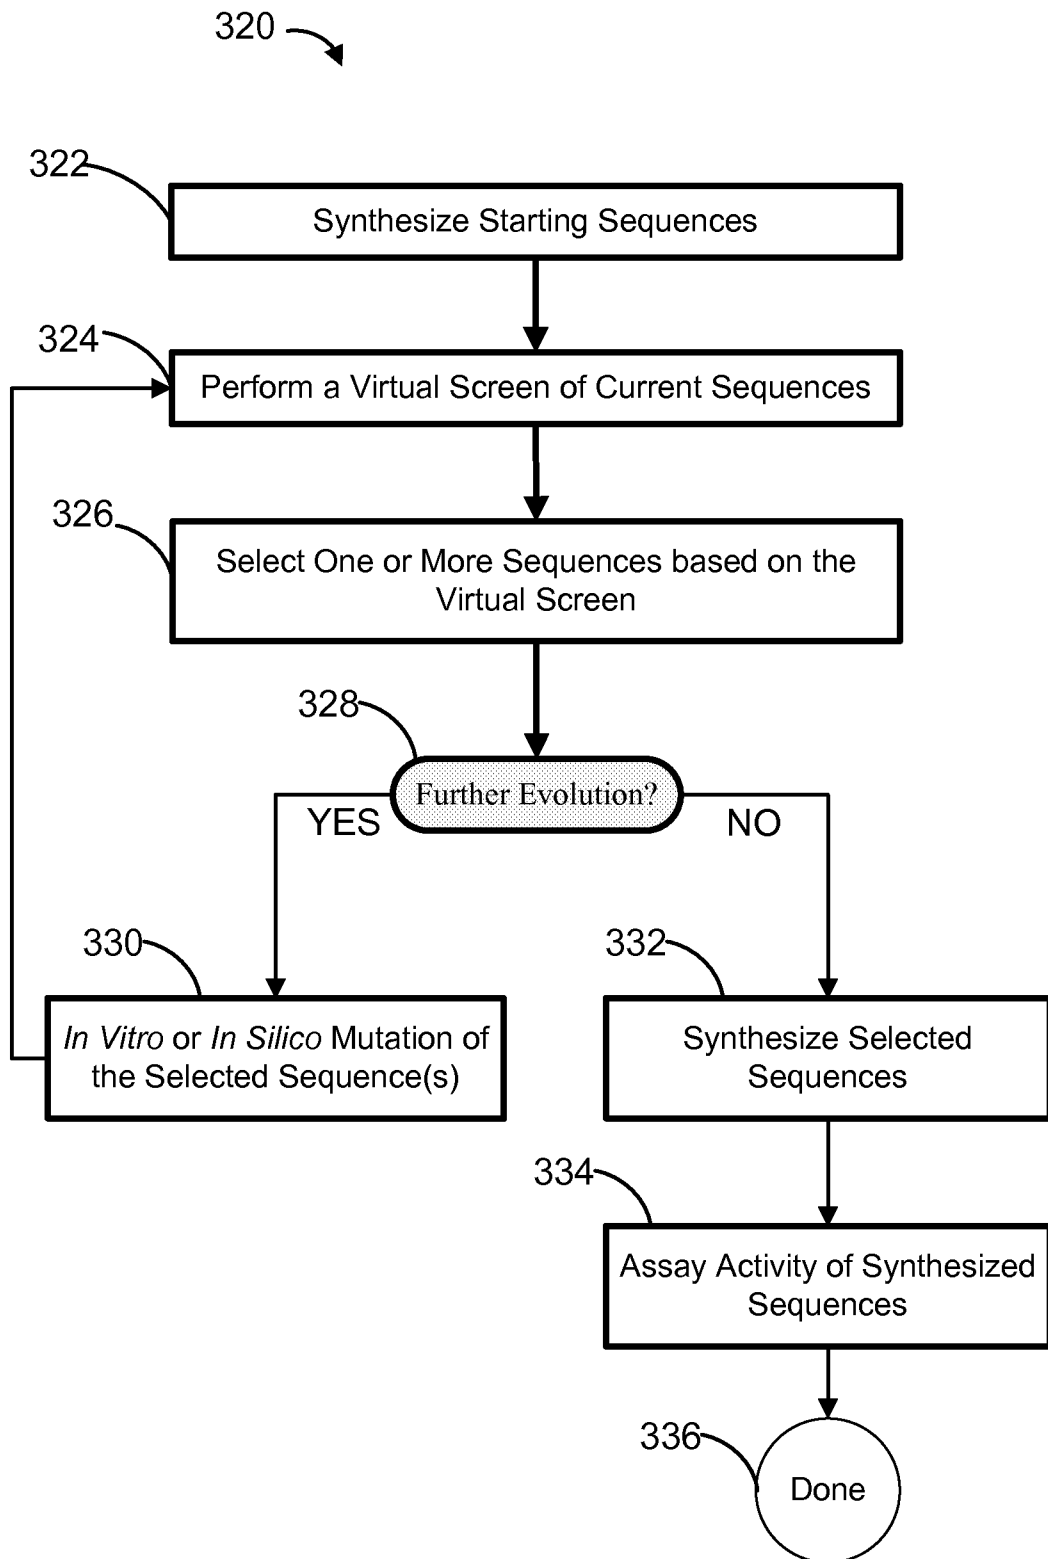 320
322
Synthesize Starting Sequences
324
Perform a Virtual Screen of Current Sequences
326
Select One or More Sequences based on the
Virtual Screen
328
Further Evolution?
YES
NO
330
In Vitro or In Silico Mutation of
the Selected Sequence(s)
332
Synthesize Selected
Sequences
334
Assay Activity of Synthesized
Sequences
336
Done